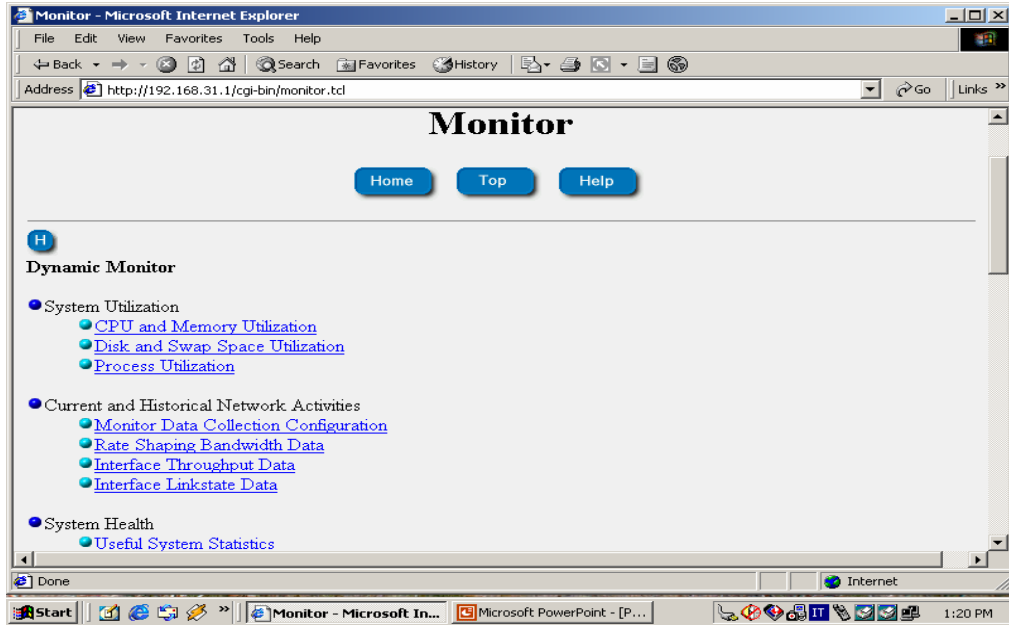 Monitor - Microsoft Internet Explorer
File Edit View Favorites Tools Help
Back Search Favorites History
Address http://192.168.31.1/cgi-bin/monitor.tcl Go Links »
Monitor
Home Top Help
H
Dynamic Monitor
System Utilization
CPU and Memory Utilization
Disk and Swap Space Utilization
Process Utilization
Current and Historical Network Activities
Monitor Data Collection Configuration
Rate Shaping Bandwidth Data
Interface Throughput Data
Interface Linkstate Data
System Health
Useful System Statistics
Done Internet
Start » Monitor - Microsoft In... Microsoft PowerPoint - [P... IT 1:20 PM